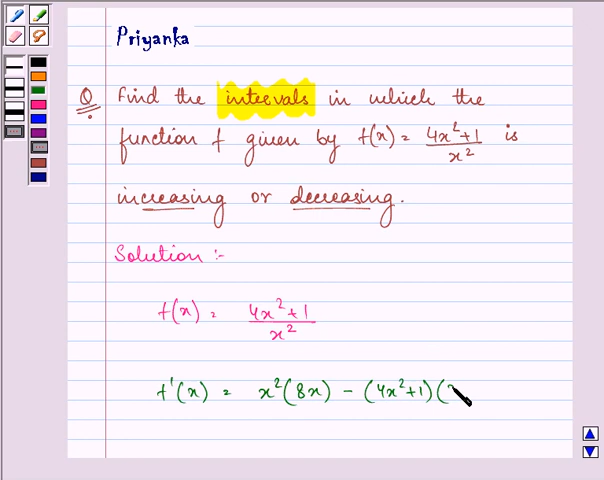 Priyanka
Q Find the intervals in which the
function f given by f(x) = 4x²+1 / x² is
increasing or decreasing.
Solution :-
f(x) = 4x²+1 / x²
f'(x) = x²(8x) - (4x²+1)(